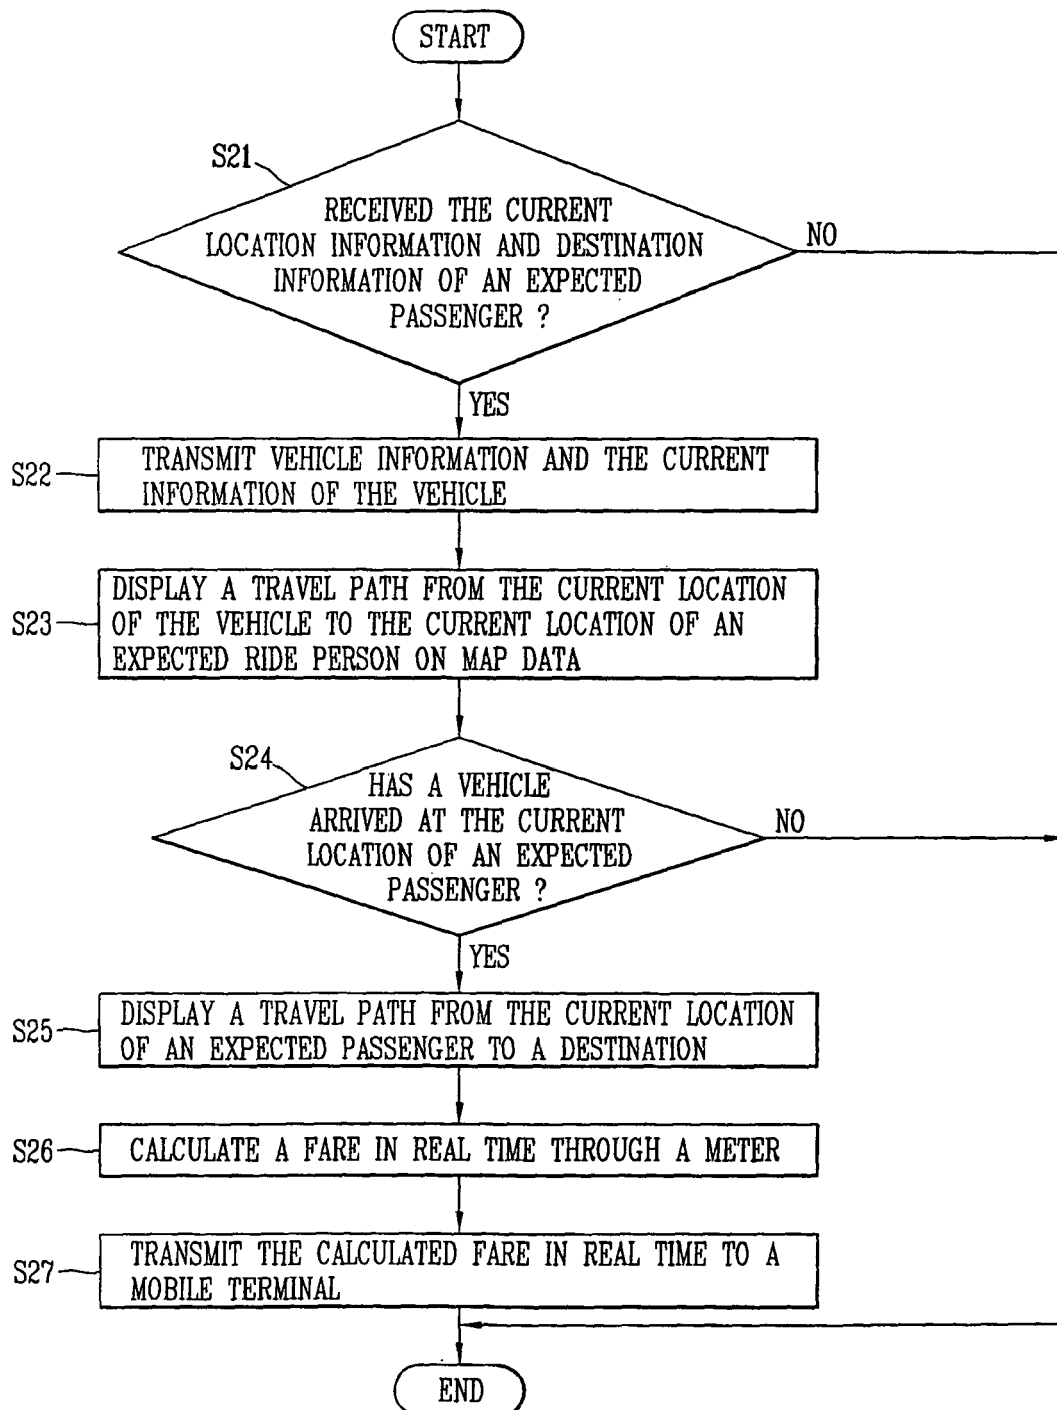 START
S21
RECEIVED THE CURRENT
LOCATION INFORMATION AND DESTINATION
INFORMATION OF AN EXPECTED
PASSENGER ?
NO
YES
S22
TRANSMIT VEHICLE INFORMATION AND THE CURRENT
INFORMATION OF THE VEHICLE
S23
DISPLAY A TRAVEL PATH FROM THE CURRENT LOCATION
OF THE VEHICLE TO THE CURRENT LOCATION OF AN
EXPECTED RIDE PERSON ON MAP DATA
S24
HAS A VEHICLE
ARRIVED AT THE CURRENT
LOCATION OF AN EXPECTED
PASSENGER ?
NO
YES
S25
DISPLAY A TRAVEL PATH FROM THE CURRENT LOCATION
OF AN EXPECTED PASSENGER TO A DESTINATION
S26
CALCULATE A FARE IN REAL TIME THROUGH A METER
S27
TRANSMIT THE CALCULATED FARE IN REAL TIME TO A
MOBILE TERMINAL
END